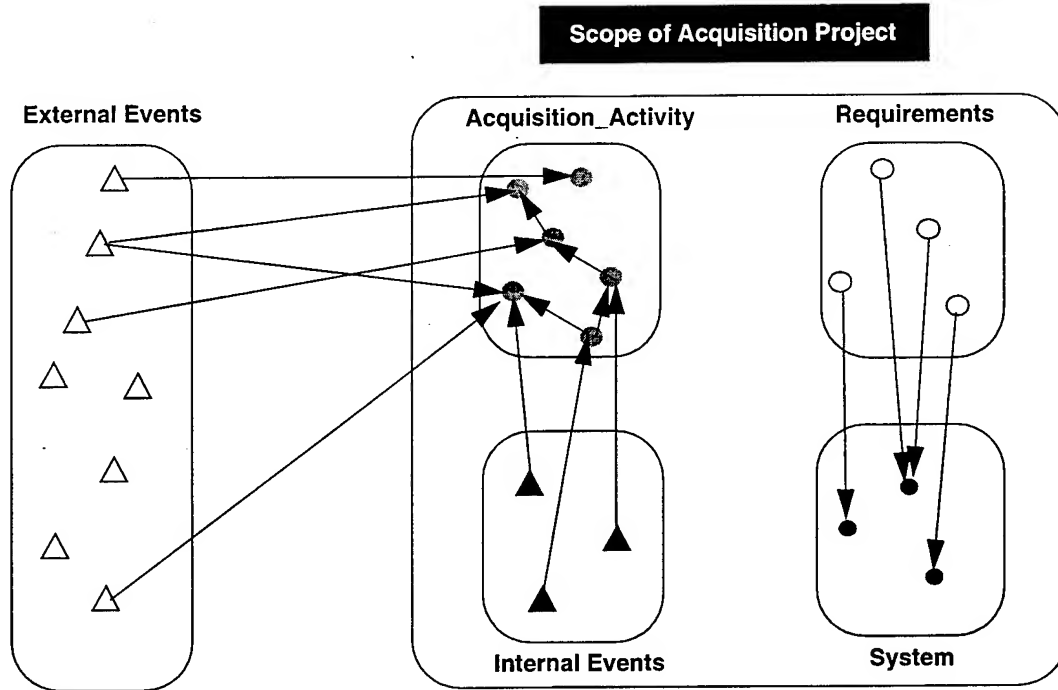 Scope of Acquisition Project
External Events
Acquisition_Activity
Requirements
Internal Events
System